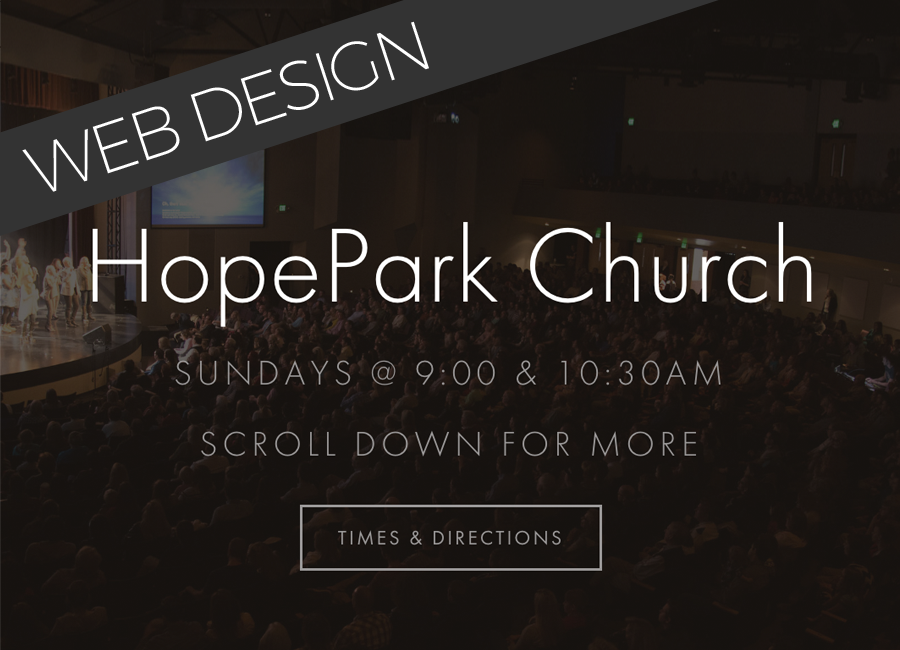 WEB DESIGN
HopePark Church
SUNDAYS @ 9:00 & 10:30AM
SCROLL DOWN FOR MORE
TIMES & DIRECTIONS